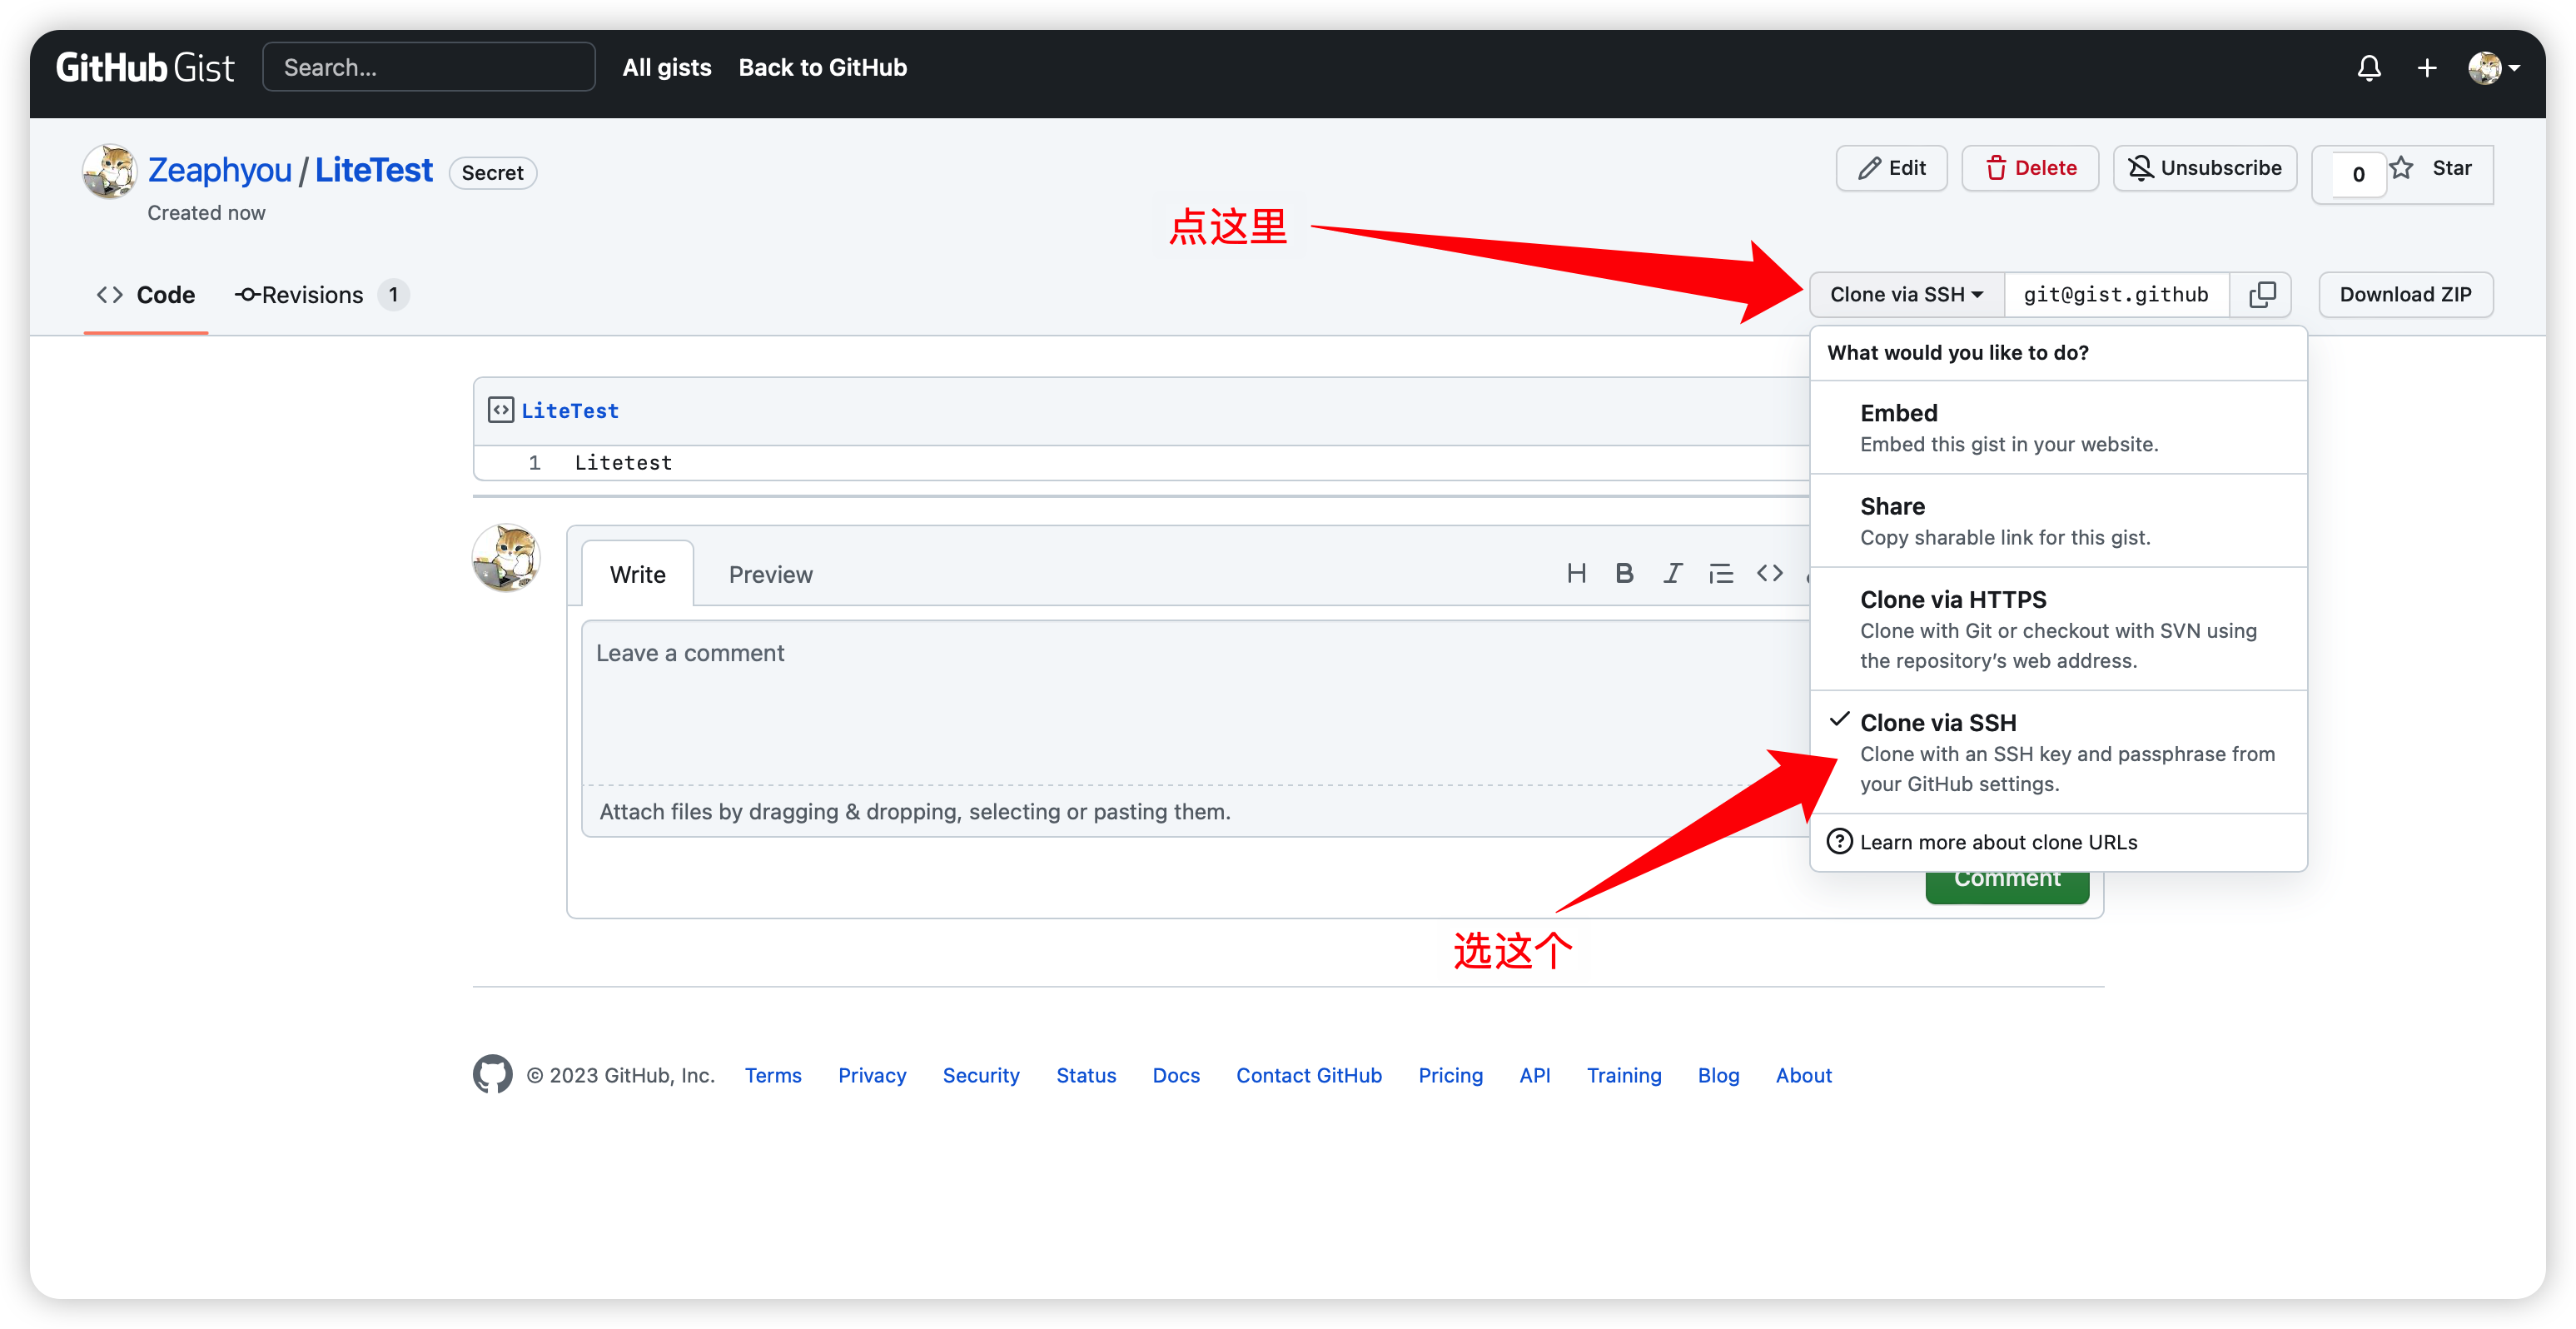 GitHub Gist Search... All gists Back to GitHub
Zeaphyou / LiteTest Secret
Created now
Edit Delete Unsubscribe 0 Star
点这里
Code Revisions 1
Clone via SSH git@gist.github Download ZIP
What would you like to do?
Embed
Embed this gist in your website.
Share
Copy sharable link for this gist.
Clone via HTTPS
Clone with Git or checkout with SVN using
the repository’s web address.
Clone via SSH
Clone with an SSH key and passphrase from
your GitHub settings.
Learn more about clone URLs
LiteTest
1 Litetest
Write Preview
Leave a comment
Attach files by dragging & dropping, selecting or pasting them.
Comment
选这个
© 2023 GitHub, Inc. Terms Privacy Security Status Docs Contact GitHub Pricing API Training Blog About